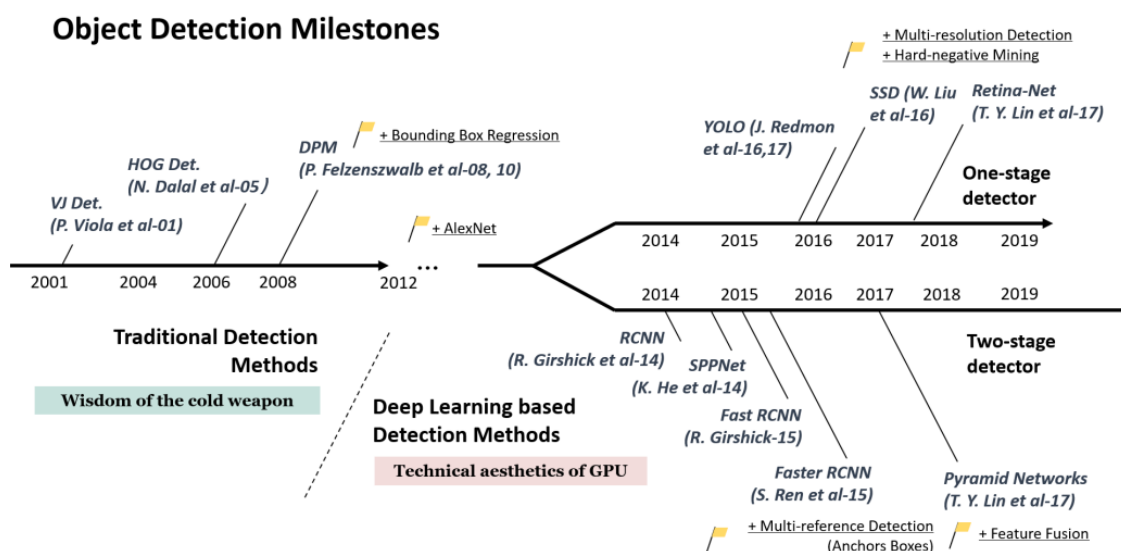 Object Detection Milestones
+ Multi-resolution Detection
+ Hard-negative Mining
SSD (W. Liu
et al-16)
Retina-Net
(T. Y. Lin et al-17)
YOLO (J. Redmon
et al-16,17)
+ Bounding Box Regression
DPM
(P. Felzenszwalb et al-08, 10)
HOG Det.
(N. Dalal et al-05)
VJ Det.
(P. Viola et al-01)
One-stage
detector
+ AlexNet
2014 2015 2016 2017 2018 2019
...
2001 2004 2006 2008 2012
2014 2015 2016 2017 2018 2019
Traditional Detection
Methods
Wisdom of the cold weapon
Two-stage
detector
RCNN
(R. Girshick et al-14)
SPPNet
(K. He et al-14)
Fast RCNN
(R. Girshick-15)
Faster RCNN
(S. Ren et al-15)
Pyramid Networks
(T. Y. Lin et al-17)
Deep Learning based
Detection Methods
Technical aesthetics of GPU
+ Multi-reference Detection
(Anchors Boxes)
+ Feature Fusion